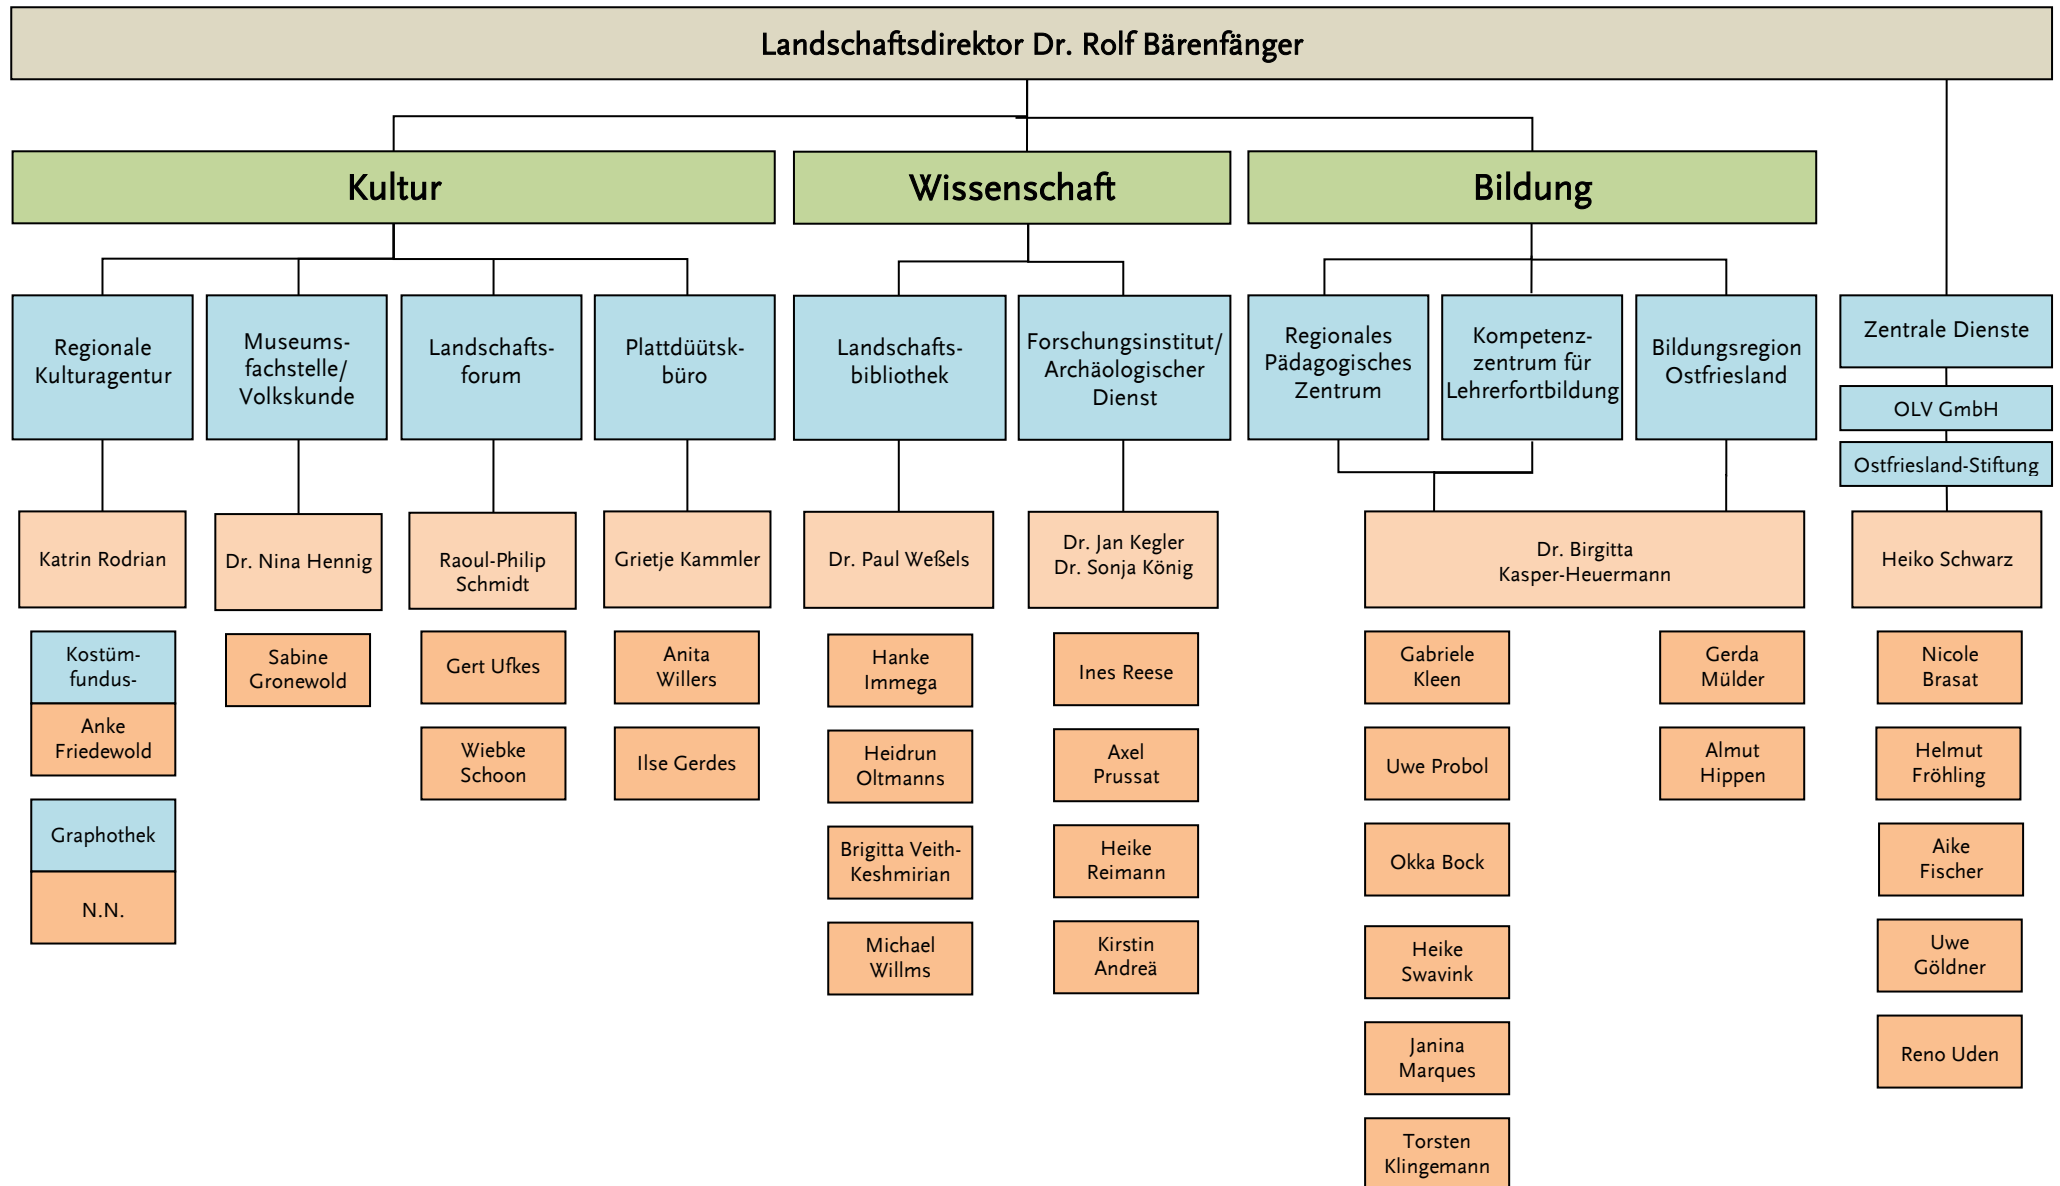 Landschaftsdirektor Dr. Rolf Bärenfänger
Kultur
Wissenschaft
Bildung
Regionale
Kulturagentur
Museums-
fachstelle/
Volkskunde
Landschafts-
forum
Plattdüütsk-
büro
Landschafts-
bibliothek
Forschungsinstitut/
Archäologischer
Dienst
Regionales
Pädagogisches
Zentrum
Kompetenz-
zentrum für
Lehrerfortbildung
Bildungsregion
Ostfriesland
Zentrale Dienste
OLV GmbH
Ostfriesland-Stiftung
Katrin Rodrian
Dr. Nina Hennig
Raoul-Philip
Schmidt
Grietje Kammler
Dr. Paul Weßels
Dr. Jan Kegler
Dr. Sonja König
Dr. Birgitta
Kasper-Heuermann
Heiko Schwarz
Kostüm-
fundus-
Anke
Friedewold
Graphothek
N.N.
Sabine
Gronewold
Gert Ufkes
Wiebke
Schoon
Anita
Willers
Ilse Gerdes
Hanke
Immega
Heidrun
Oltmanns
Brigitta Veith-
Keshmirian
Michael
Willms
Ines Reese
Axel
Prussat
Heike
Reimann
Kirstin
Andreä
Gabriele
Kleen
Uwe Probol
Okka Bock
Heike
Swavink
Janina
Marques
Torsten
Klingemann
Gerda
Mülder
Almut
Hippen
Nicole
Brasat
Helmut
Fröhling
Aike
Fischer
Uwe
Göldner
Reno Uden